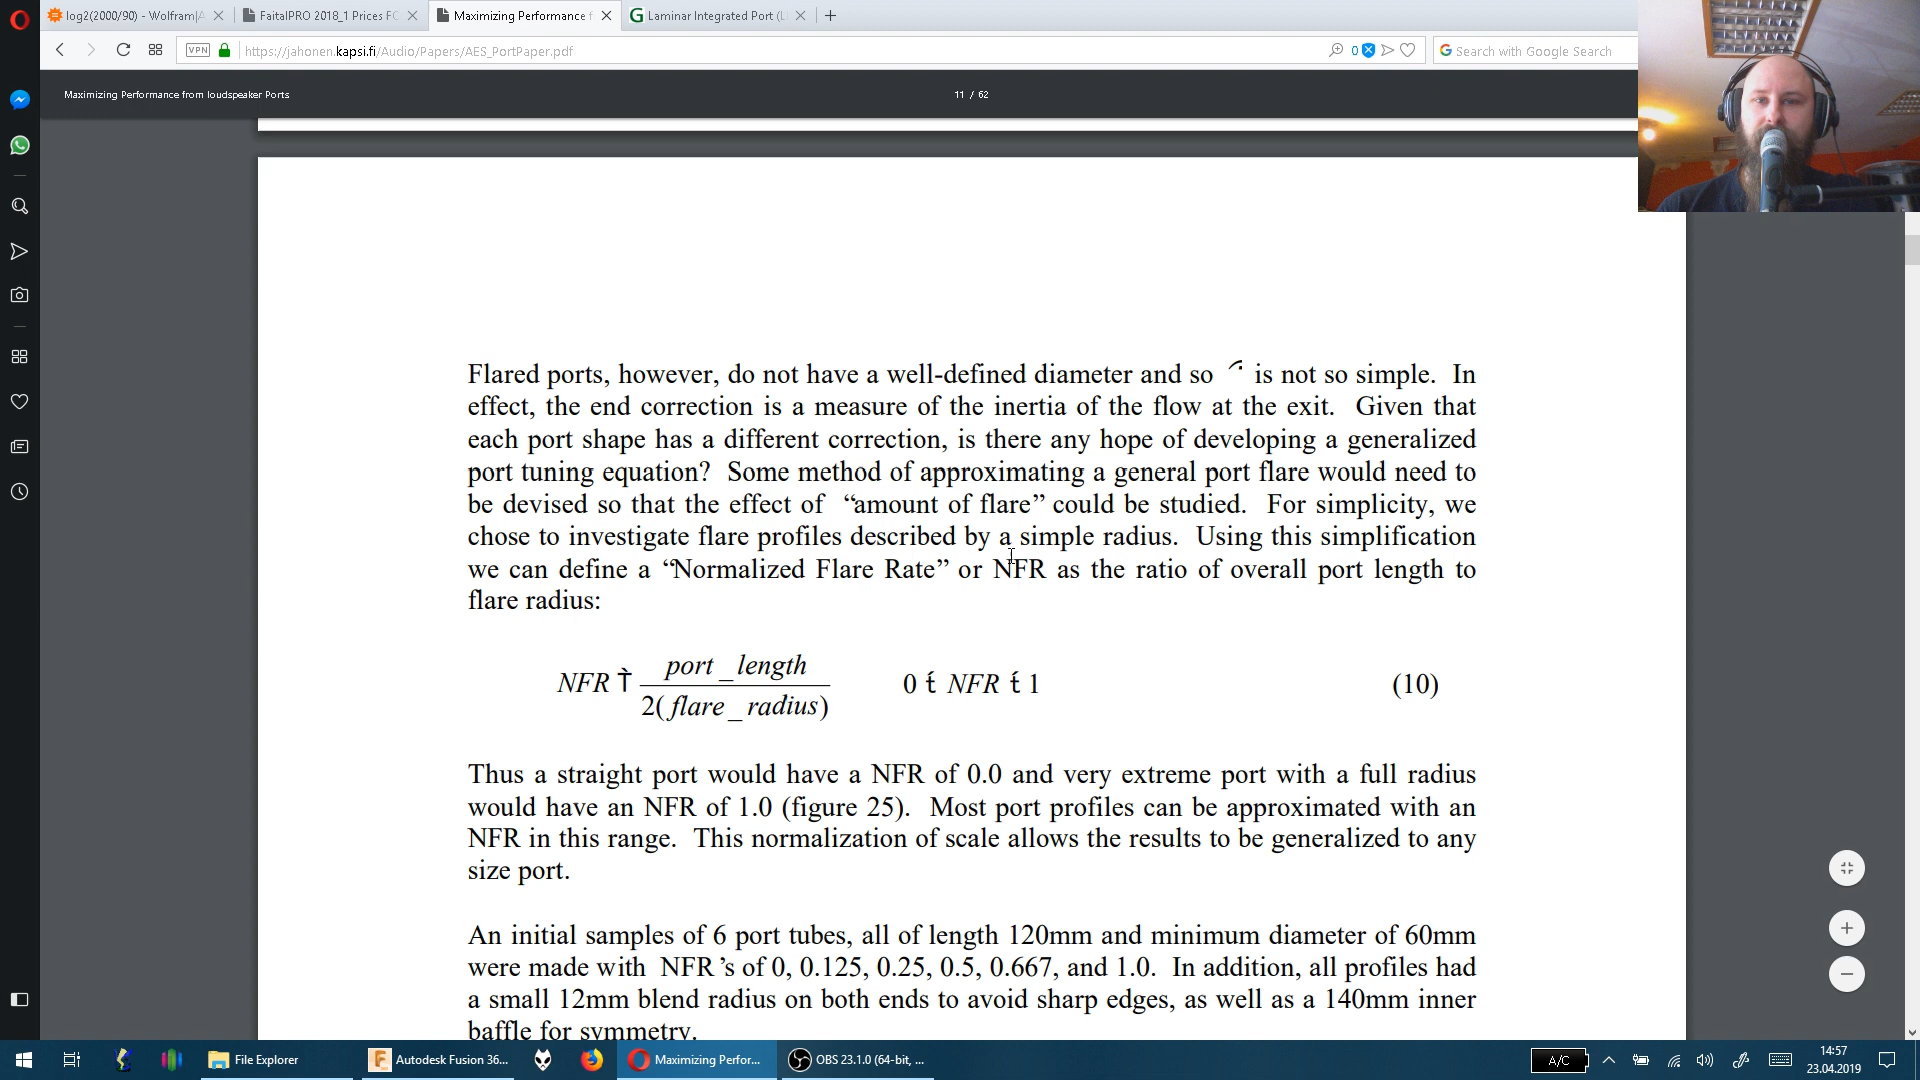 log2(2000/90) - Wolfram|A
FaitalPRO 2018_1 Prices FC
Maximizing Performance f
Laminar Integrated Port (L
VPN
https://jahonen.kapsi.fi/Audio/Papers/AES_PortPaper.pdf
0
Search with Google Search
Maximizing Performance from loudspeaker Ports
11 / 62
Flared ports, however, do not have a well-defined diameter and so is not so simple. In
effect, the end correction is a measure of the inertia of the flow at the exit. Given that
each port shape has a different correction, is there any hope of developing a generalized
port tuning equation? Some method of approximating a general port flare would need to
be devised so that the effect of “amount of flare” could be studied. For simplicity, we
chose to investigate flare profiles described by a simple radius. Using this simplification
we can define a “Normalized Flare Rate” or NFR as the ratio of overall port length to
flare radius:
NFR T̀ port_length
2(flare_radius)
0 t́ NFR t́ 1
(10)
Thus a straight port would have a NFR of 0.0 and very extreme port with a full radius
would have an NFR of 1.0 (figure 25). Most port profiles can be approximated with an
NFR in this range. This normalization of scale allows the results to be generalized to any
size port.
An initial samples of 6 port tubes, all of length 120mm and minimum diameter of 60mm
were made with NFR’s of 0, 0.125, 0.25, 0.5, 0.667, and 1.0. In addition, all profiles had
a small 12mm blend radius on both ends to avoid sharp edges, as well as a 140mm inner
baffle for symmetry.
File Explorer
Autodesk Fusion 36...
Maximizing Perfor...
OBS 23.1.0 (64-bit, ...
A/C
14:57
23.04.2019